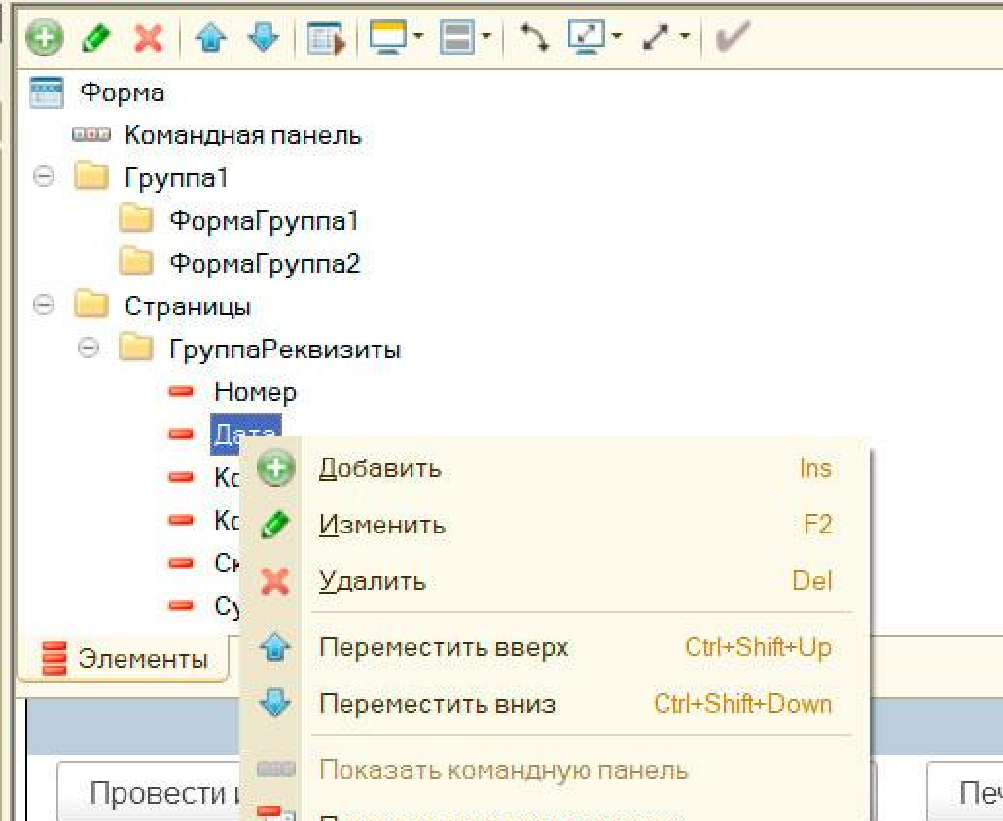 Форма
Командная панель
Группа1
ФормаГруппа1
ФормаГруппа2
Страницы
ГруппаРеквизиты
Номер
Дата
Добавить Ins
Изменить F2
Удалить Del
Переместить вверх Ctrl+Shift+Up
Элементы
Переместить вниз Ctrl+Shift+Down
Показать командную панель
Провести